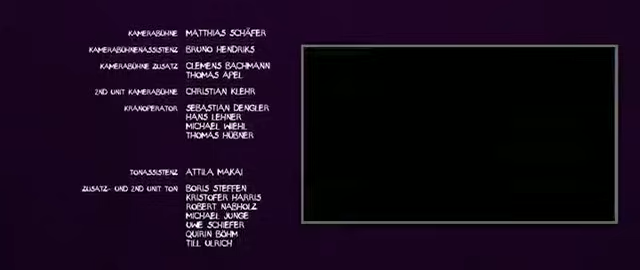 KAMERABÜHNE MATTHIAS SCHÄFER
KAMERABÜHNENASSISTENZ BRUNO HENDRIKS
KAMERABÜHNE ZUSATZ CLEMENS BACHMANN
THOMAS APEL
2ND UNIT KAMERABÜHNE CHRISTIAN KLEHR
KRANOPERATOR SEBASTIAN DENGLER
HANS LEHNER
MICHAEL WIEHL
THOMAS HÜBNER
TONASSISTENZ ATTILA MAKAI
ZUSATZ- UND 2ND UNIT TON BORIS STEFFEN
KRISTOFER HARRIS
ROBERT NABHOLZ
MICHAEL JUNGE
UWE SCHIEFER
QUIRIN BÖHM
TILL ULRICH